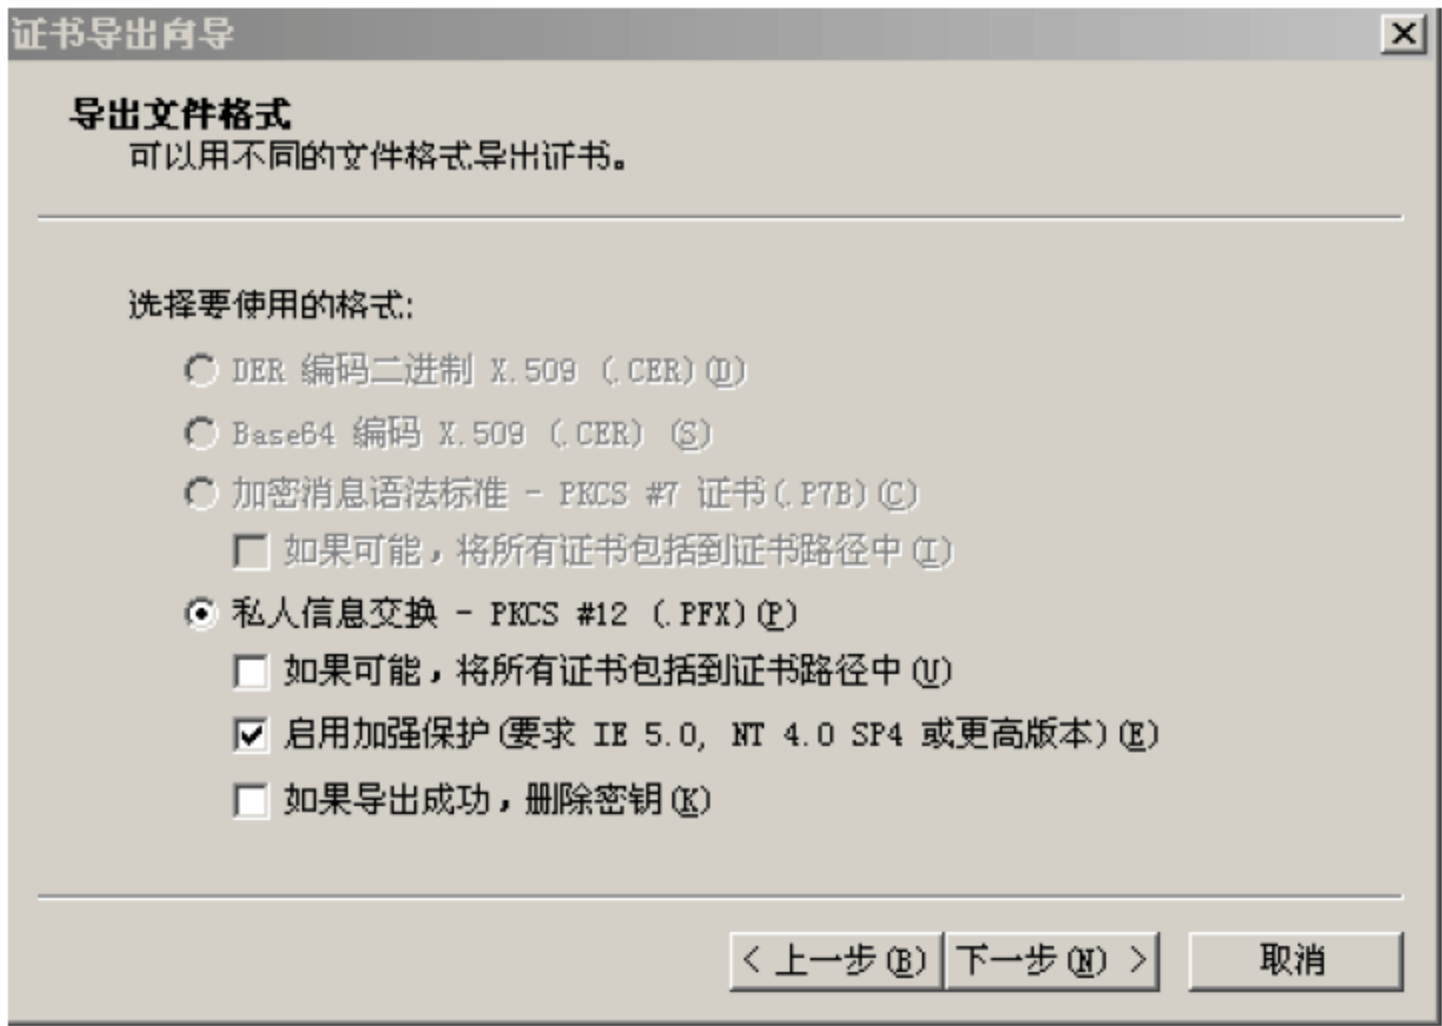 证书导出向导
导出文件格式
可以用不同的文件格式导出证书。
选择要使用的格式:
DER 编码二进制 X.509 (.CER)(D)
Base64 编码 X.509 (.CER) (S)
加密消息语法标准 - PKCS #7 证书(.P7B)(C)
如果可能，将所有证书包括到证书路径中(I)
私人信息交换 - PKCS #12 (.PFX)(P)
如果可能，将所有证书包括到证书路径中(U)
启用加强保护(要求 IE 5.0, NT 4.0 SP4 或更高版本)(E)
如果导出成功，删除密钥(K)
< 上一步(B) 下一步(N) > 取消